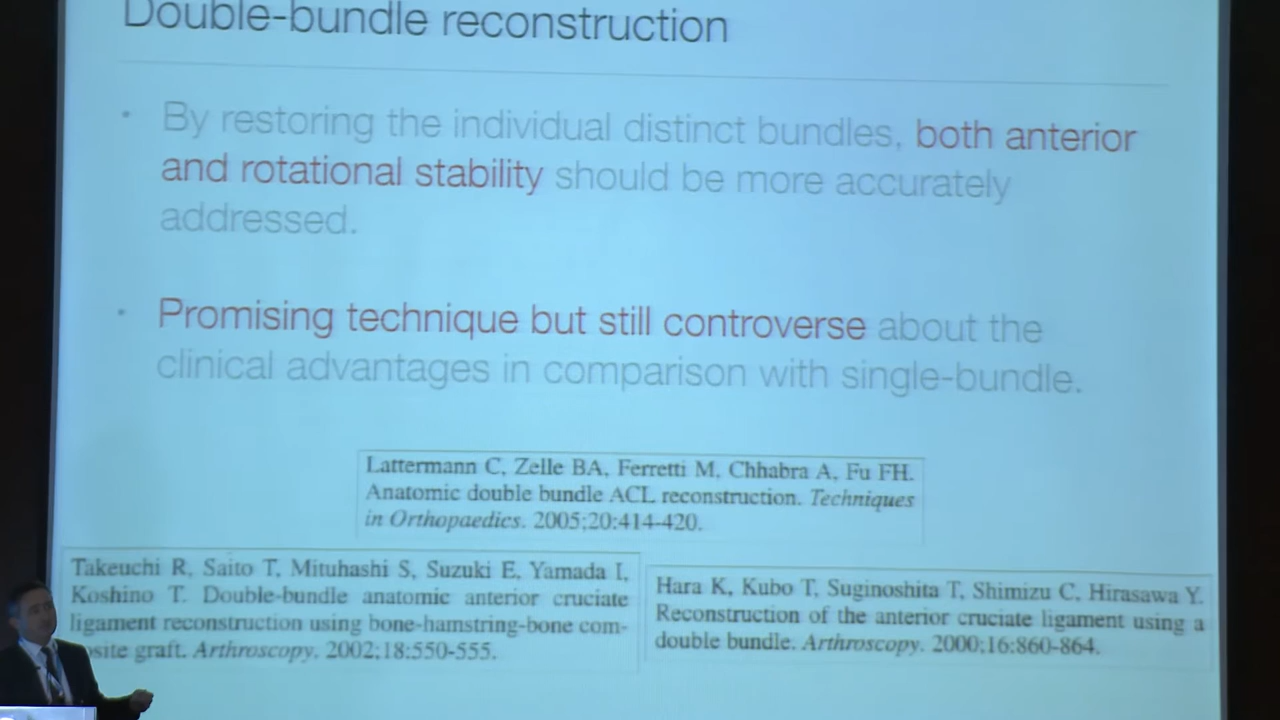 Double-bundle reconstruction
• By restoring the individual distinct bundles, both anterior
and rotational stability should be more accurately
addressed.
• Promising technique but still controverse about the
clinical advantages in comparison with single-bundle.
Lattermann C, Zelle BA, Ferretti M, Chhabra A, Fu FH.
Anatomic double bundle ACL reconstruction. Techniques
in Orthopaedics. 2005;20:414-420.
Takeuchi R, Saito T, Mituhashi S, Suzuki E, Yamada I,
Koshino T. Double-bundle anatomic anterior cruciate
ligament reconstruction using bone-hamstring-bone com-
site graft. Arthroscopy. 2002;18:550-555.
Hara K, Kubo T, Suginoshita T, Shimizu C, Hirasawa Y.
Reconstruction of the anterior cruciate ligament using a
double bundle. Arthroscopy. 2000;16:860-864.